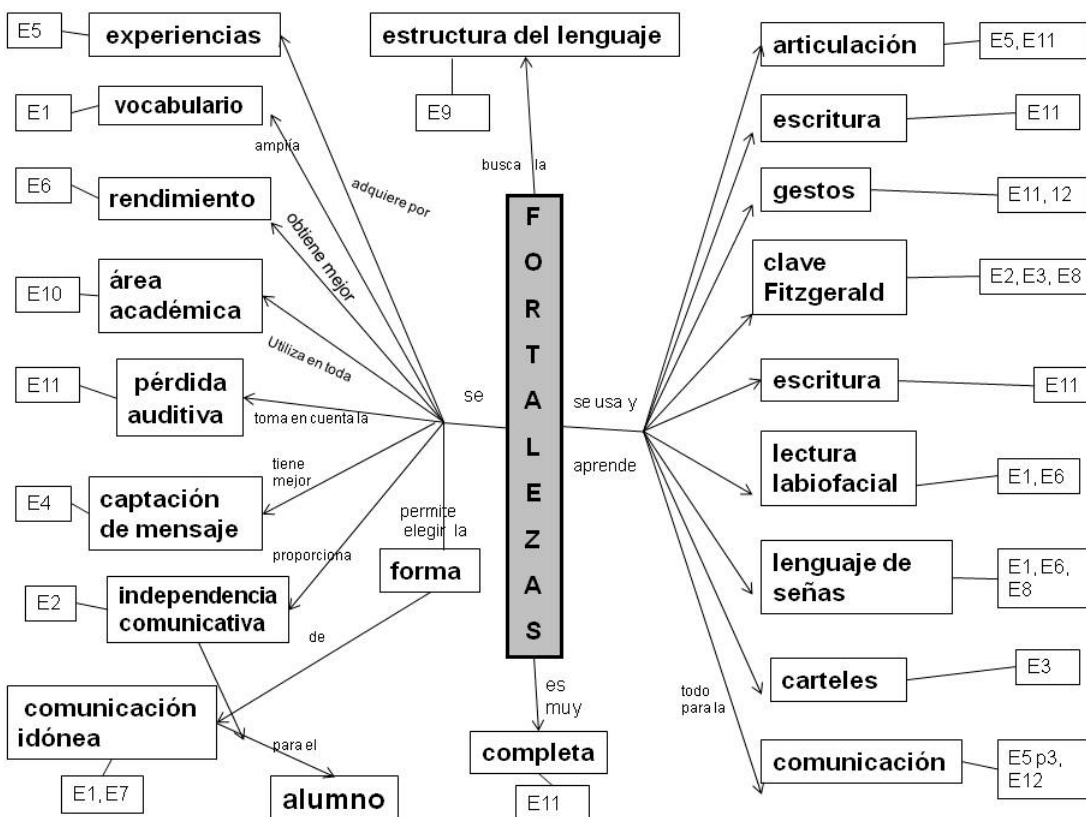 E5
experiencias
estructura del lenguaje
E9
articulación
E5, E11
E1
vocabulario
amplía
adquiere por
busca la
escritura
E11
E6
rendimiento
obtiene mejor
gestos
E11, 12
E10
área
académica
Utiliza en toda
clave
Fitzgerald
E2, E3, E8
E11
pérdida
auditiva
toma en cuenta la
se
FORTALEZAS
se usa y
aprende
escritura
E11
E4
captación
de mensaje
tiene
mejor
permite
elegir la
forma
lectura
labiofacial
E1, E6
proporciona
E2
independencia
comunicativa
de
lenguaje de
señas
E1, E6,
E8
comunicación
idónea
E1, E7
para el
alumno
es
muy
completa
E11
carteles
E3
todo
para la
comunicación
E5 p3,
E12